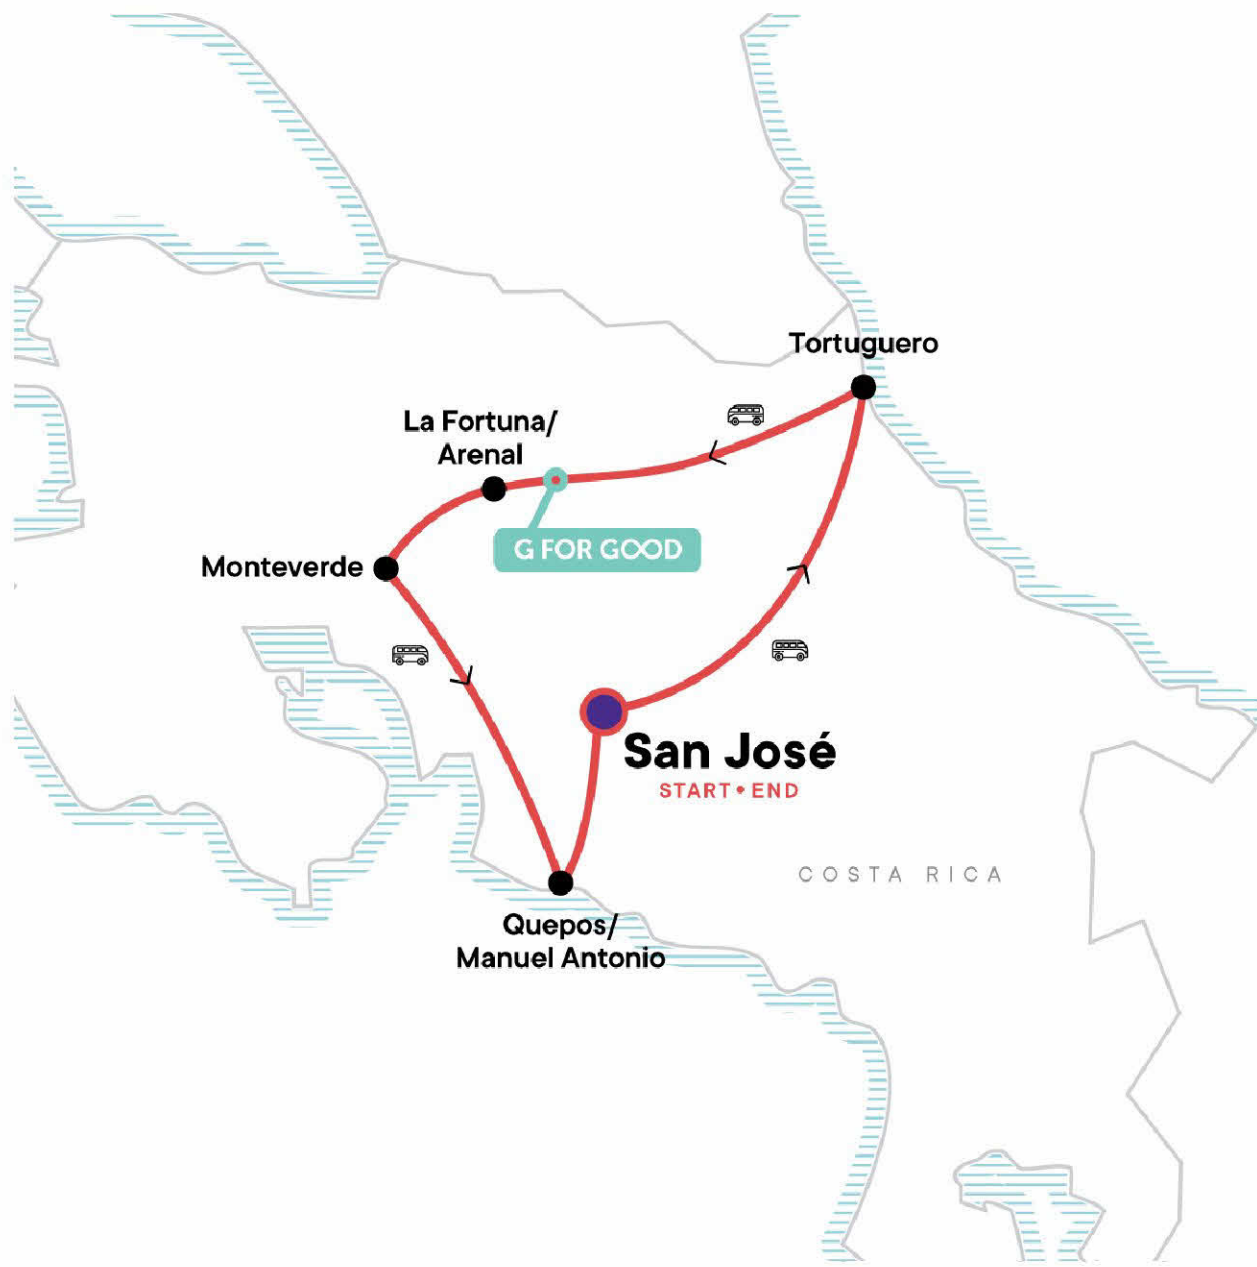 Tortuguero
La Fortuna/
Arenal
G FOR GOOD
Monteverde
San José
START • END
COSTA RICA
Quepos/
Manuel Antonio